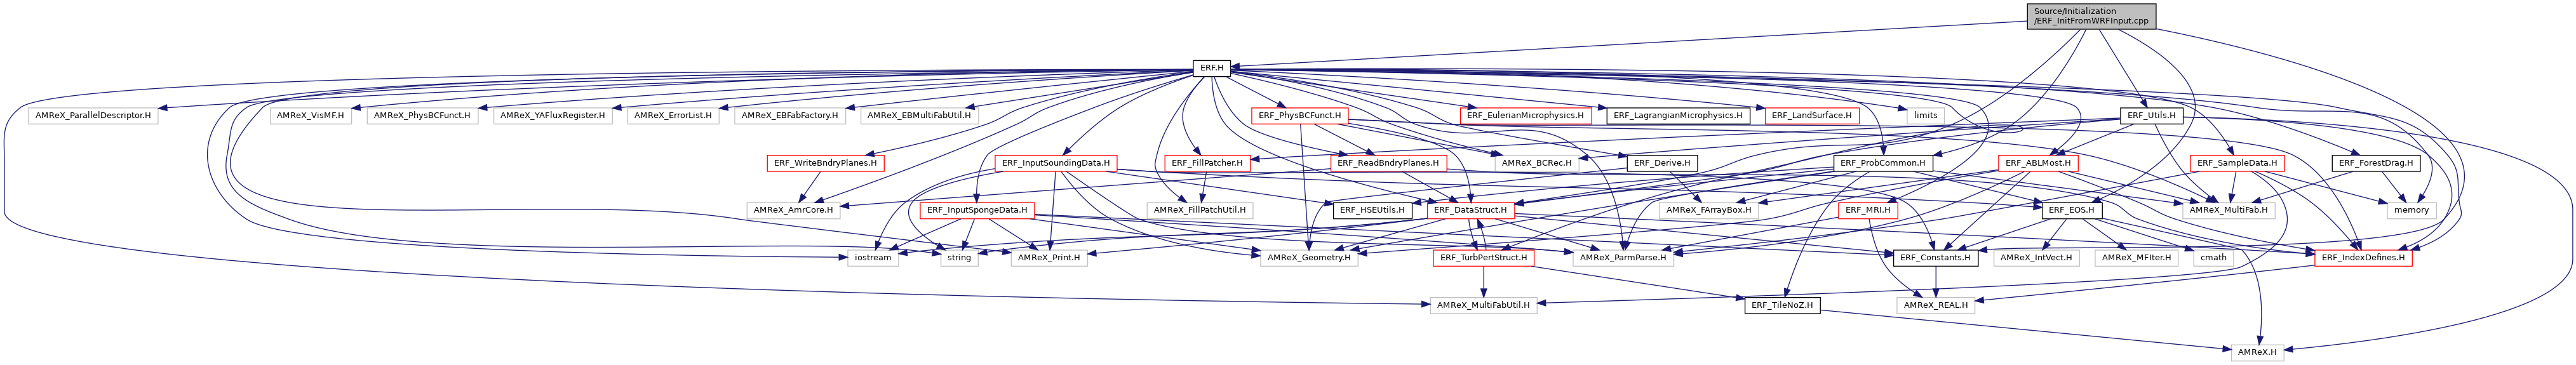 Source/Initialization
/ERF_InitFromWRFInput.cpp
ERF.H
AMReX_ParallelDescriptor.H
AMReX_VisMF.H
AMReX_PhysBCFunct.H
AMReX_YAFluxRegister.H
AMReX_ErrorList.H
AMReX_EBFabFactory.H
AMReX_EBMultiFabUtil.H
ERF_PhysBCFunct.H
ERF_EulerianMicrophysics.H
ERF_LagrangianMicrophysics.H
ERF_LandSurface.H
limits
ERF_Utils.H
ERF_WriteBndryPlanes.H
ERF_InputSoundingData.H
ERF_FillPatcher.H
ERF_ReadBndryPlanes.H
AMReX_BCRec.H
ERF_Derive.H
ERF_ProbCommon.H
ERF_ABLMost.H
ERF_SampleData.H
ERF_ForestDrag.H
AMReX_AmrCore.H
ERF_InputSpongeData.H
AMReX_FillPatchUtil.H
ERF_HSEUtils.H
ERF_DataStruct.H
AMReX_FArrayBox.H
ERF_MRI.H
ERF_EOS.H
AMReX_MultiFab.H
memory
iostream
string
AMReX_Print.H
AMReX_Geometry.H
ERF_TurbPertStruct.H
AMReX_ParmParse.H
ERF_Constants.H
AMReX_IntVect.H
AMReX_MFIter.H
cmath
ERF_IndexDefines.H
AMReX_MultiFabUtil.H
ERF_TileNoZ.H
AMReX_REAL.H
AMReX.H